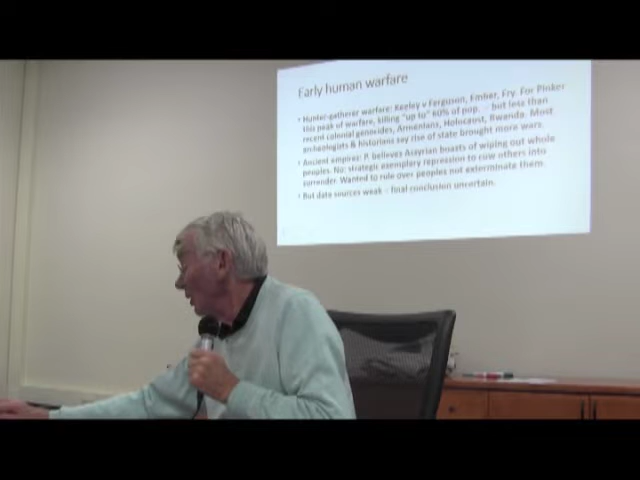 Early human warfare
• Hunter-gatherer warfare: Keeley v Ferguson, Ember, Fry. For Pinker
this peak of warfare, killing "up to" 60% of pop. – but less than
recent colonial genocides, Armenians, Holocaust, Rwanda. Most
archeologists & historians say rise of state brought more wars.
• Ancient empires: P. believes Assyrian boasts of wiping out whole
peoples. No: strategic exemplary repression to cow others into
surrender. Wanted to rule over peoples not exterminate them.
• But data sources weak – final conclusion uncertain.